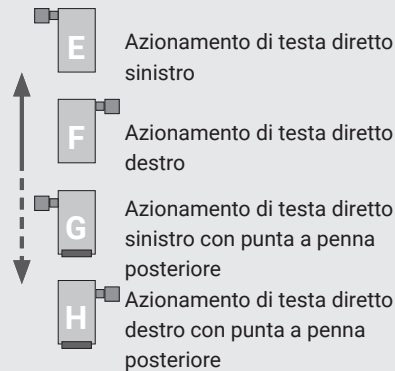 E
Azionamento di testa diretto
sinistro
F
Azionamento di testa diretto
destro
G
Azionamento di testa diretto
sinistro con punta a penna
posteriore
H
Azionamento di testa diretto
destro con punta a penna
posteriore